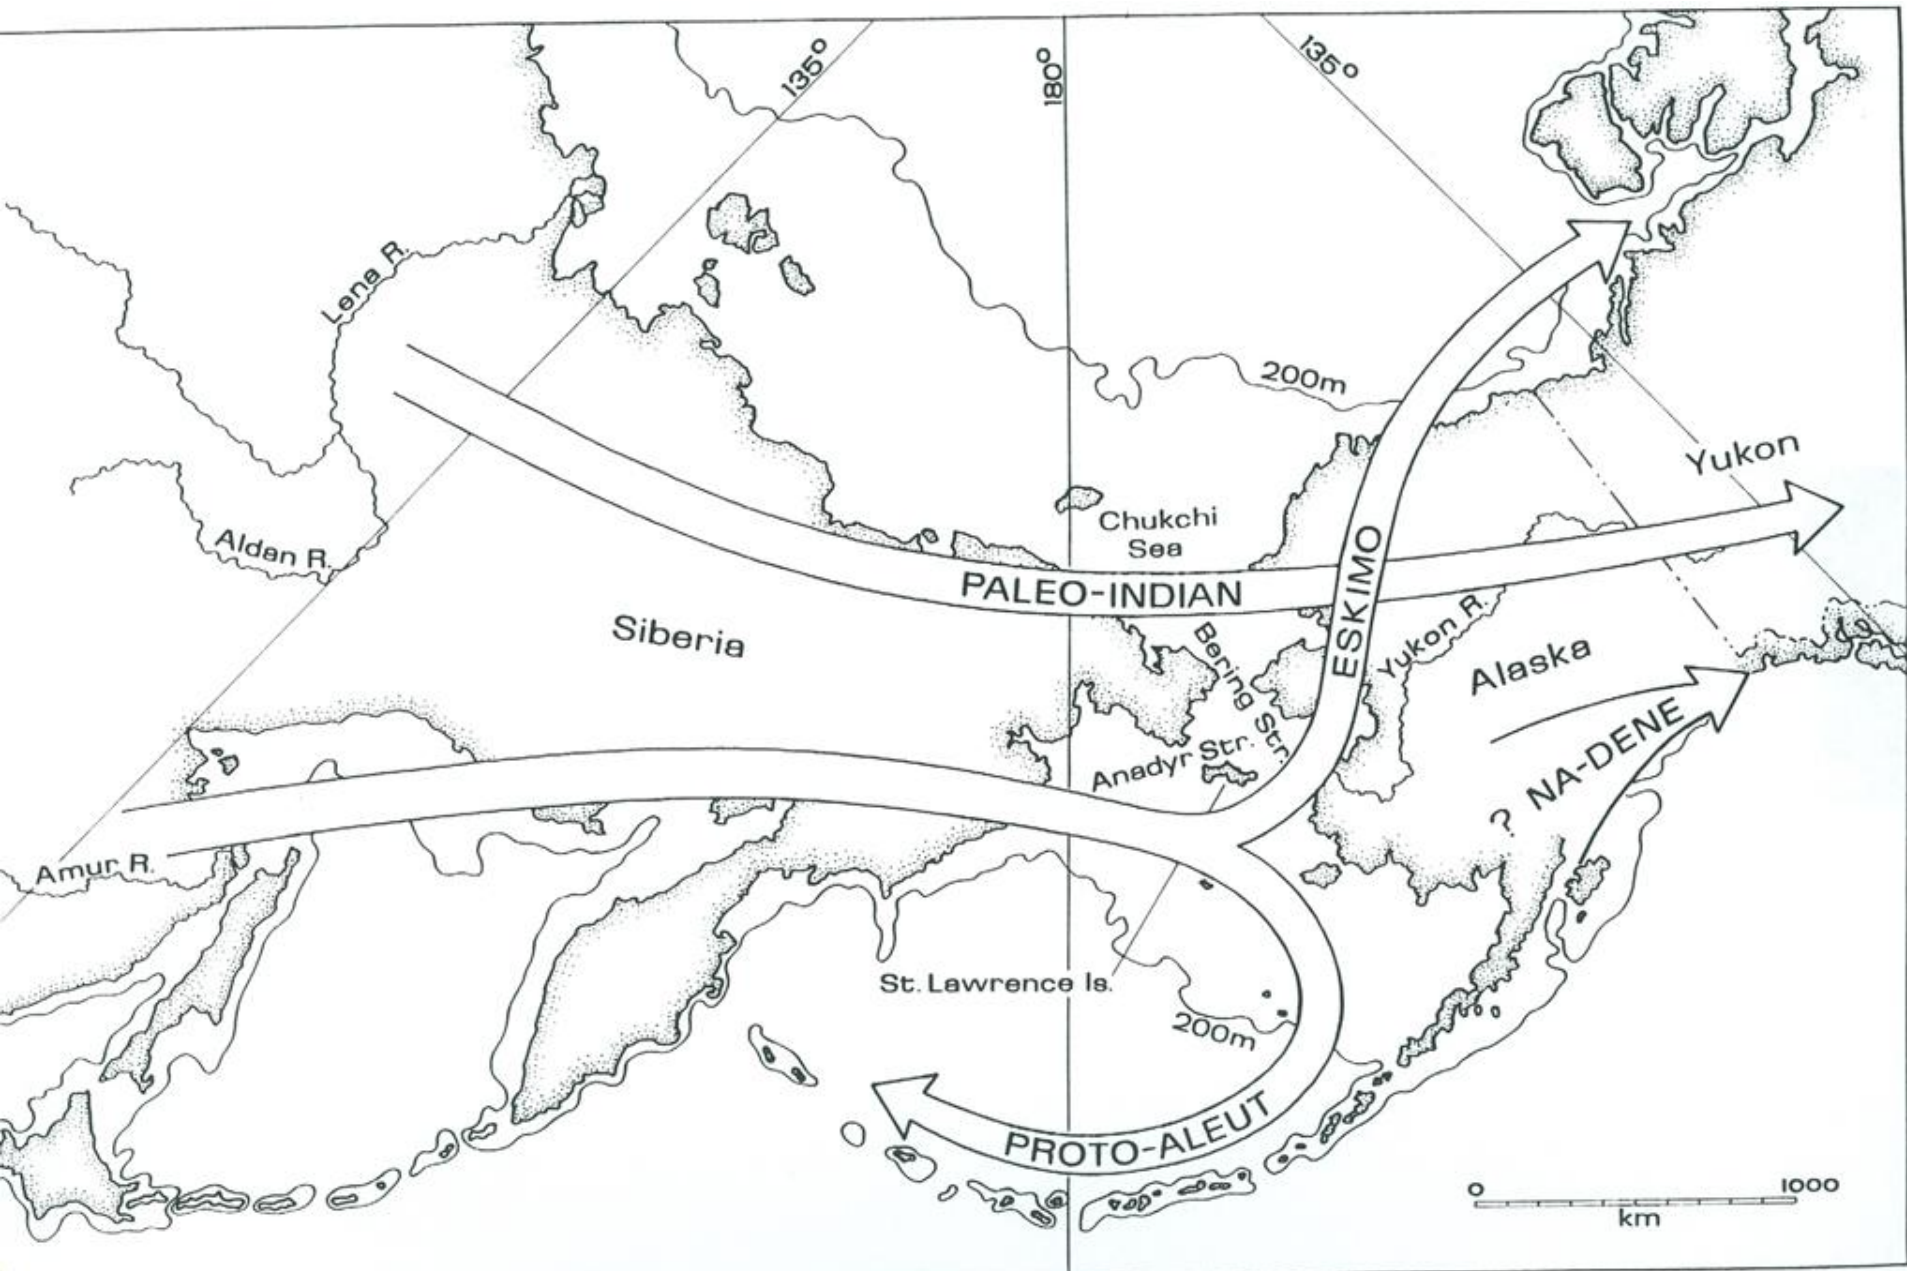 135°
180°
135°
Lena R.
200m
Yukon
Chukchi
Sea
Aldan R.
PALEO-INDIAN
ESKIMO
Siberia
Bering Str.
Yukon R.
Alaska
Anadyr Str.
? NA-DENE
Amur R.
St. Lawrence Is.
200m
PROTO-ALEUT
0 1000
km